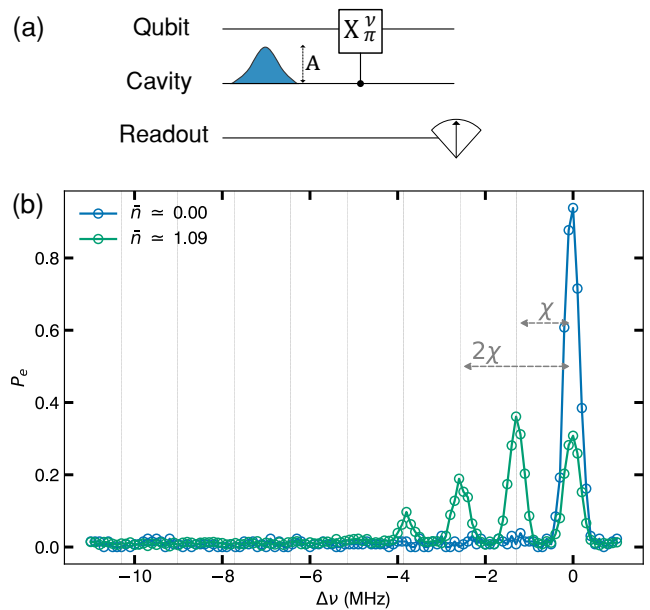 (a)
Qubit
X^ν_π
A
Cavity
Readout
(b)
n̄ ≃ 0.00
n̄ ≃ 1.09
χ
2χ
P_e
0.8
0.6
0.4
0.2
0.0
−10 −8 −6 −4 −2 0
Δν (MHz)